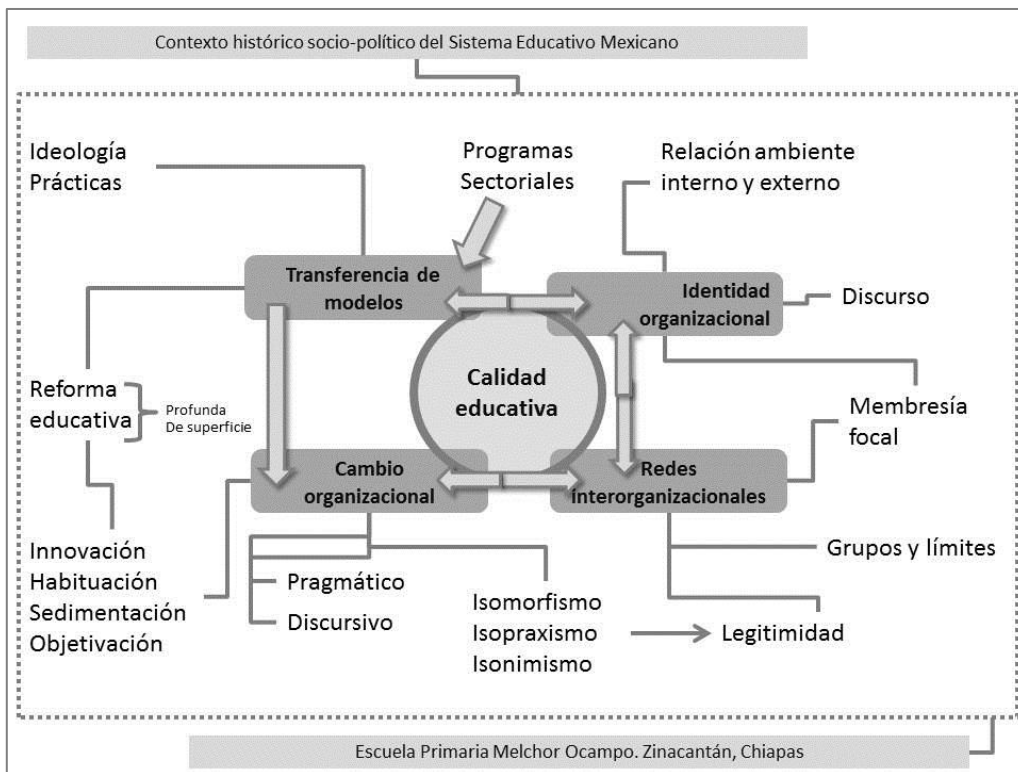 Contexto histórico socio-político del Sistema Educativo Mexicano
Ideología
Prácticas
Programas
Sectoriales
Relación ambiente
interno y externo
Transferencia de
modelos
Identidad
organizacional
Discurso
Calidad
educativa
Reforma
educativa
Profunda
De superficie
Membresía
focal
Cambio
organizacional
Redes
interorganizacionales
Innovación
Habituación
Sedimentación
Objetivación
Pragmático
Discursivo
Isomorfismo
Isopraxismo
Isonimismo
Grupos y límites
Legitimidad
Escuela Primaria Melchor Ocampo. Zinacantán, Chiapas